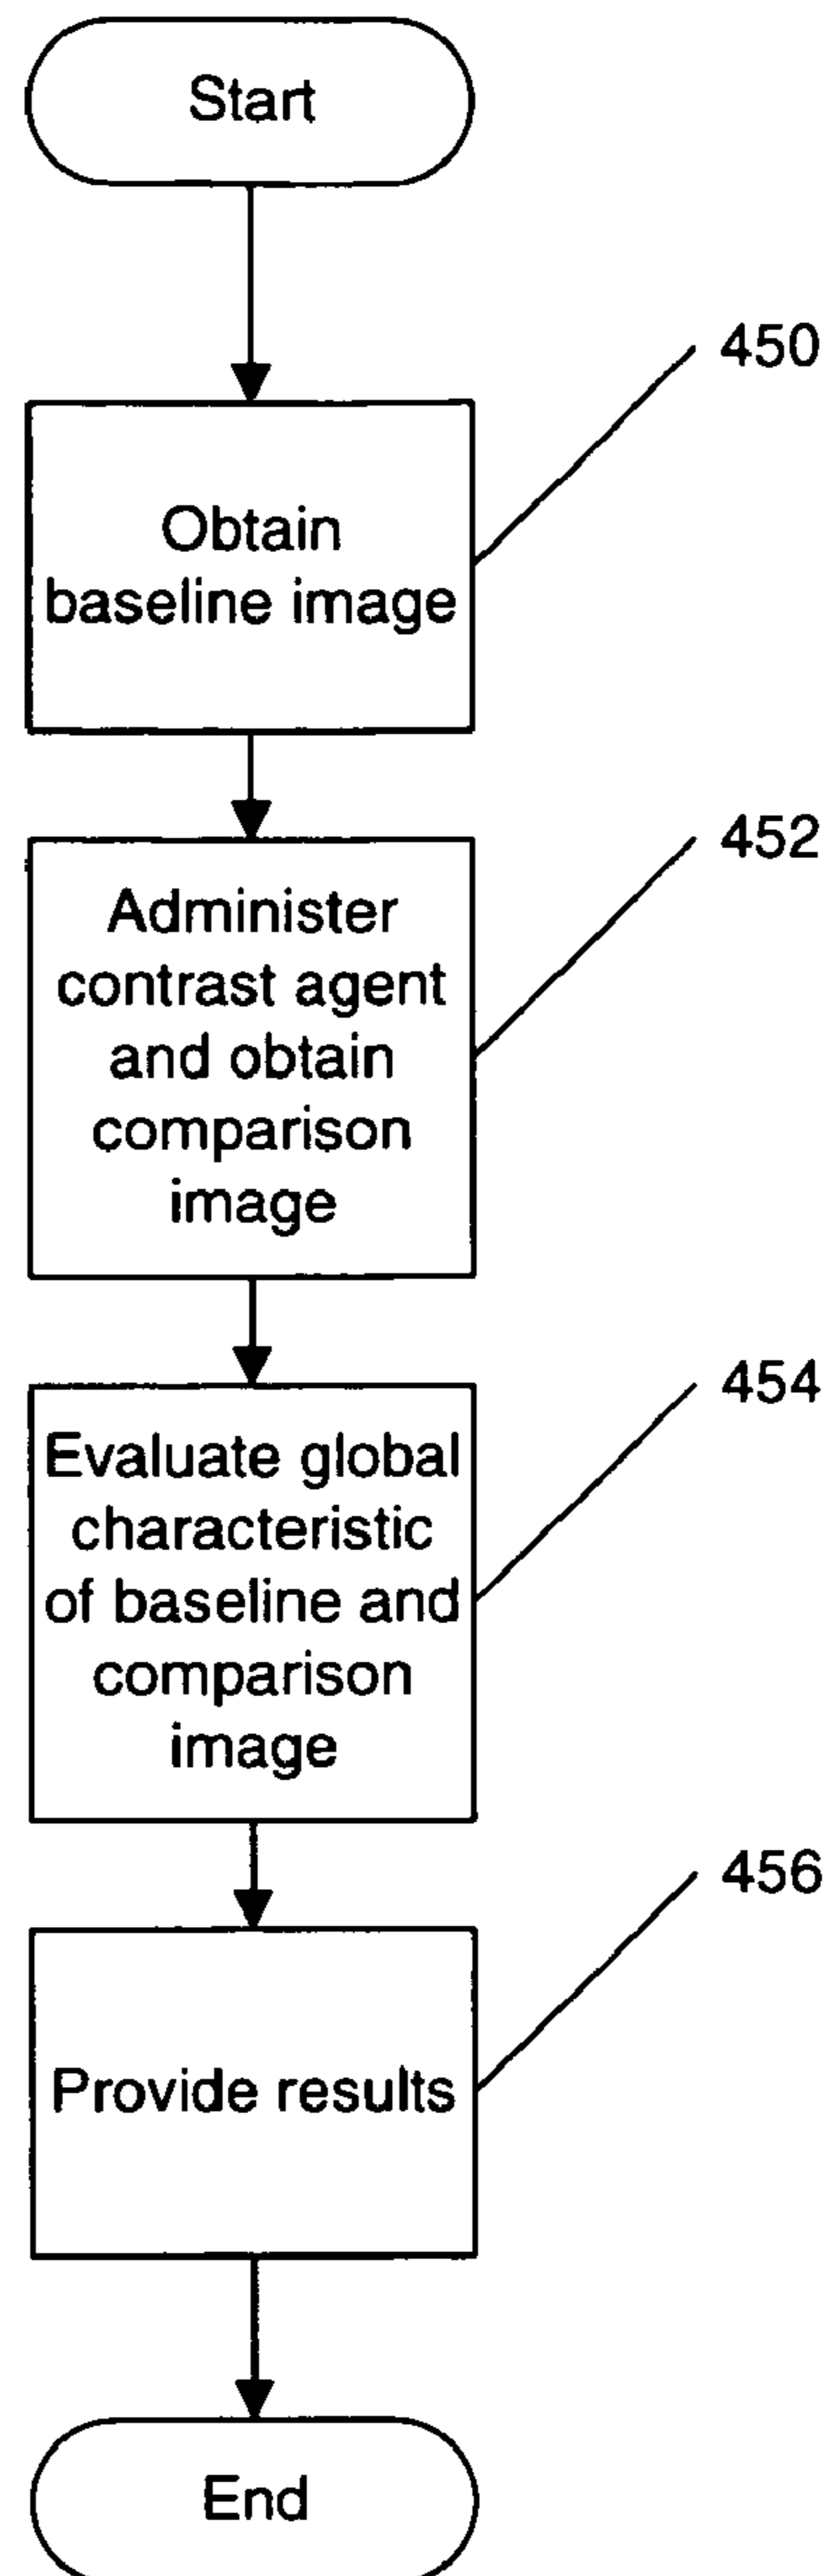 Start
450
Obtain
baseline image
452
Administer
contrast agent
and obtain
comparison
image
454
Evaluate global
characteristic
of baseline and
comparison
image
456
Provide results
End